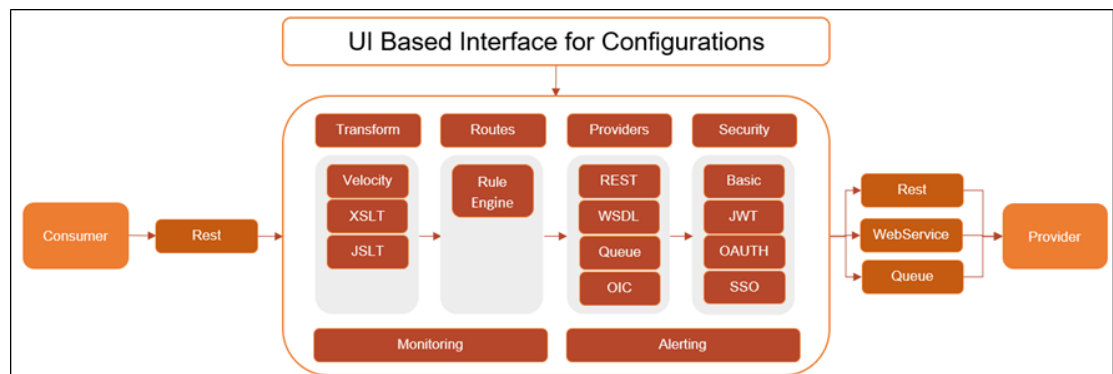 UI Based Interface for Configurations
Transform
Routes
Providers
Security
Velocity
XSLT
JSLT
Rule
Engine
REST
WSDL
Queue
OIC
Basic
JWT
OAUTH
SSO
Consumer
Rest
Rest
WebService
Queue
Provider
Monitoring
Alerting